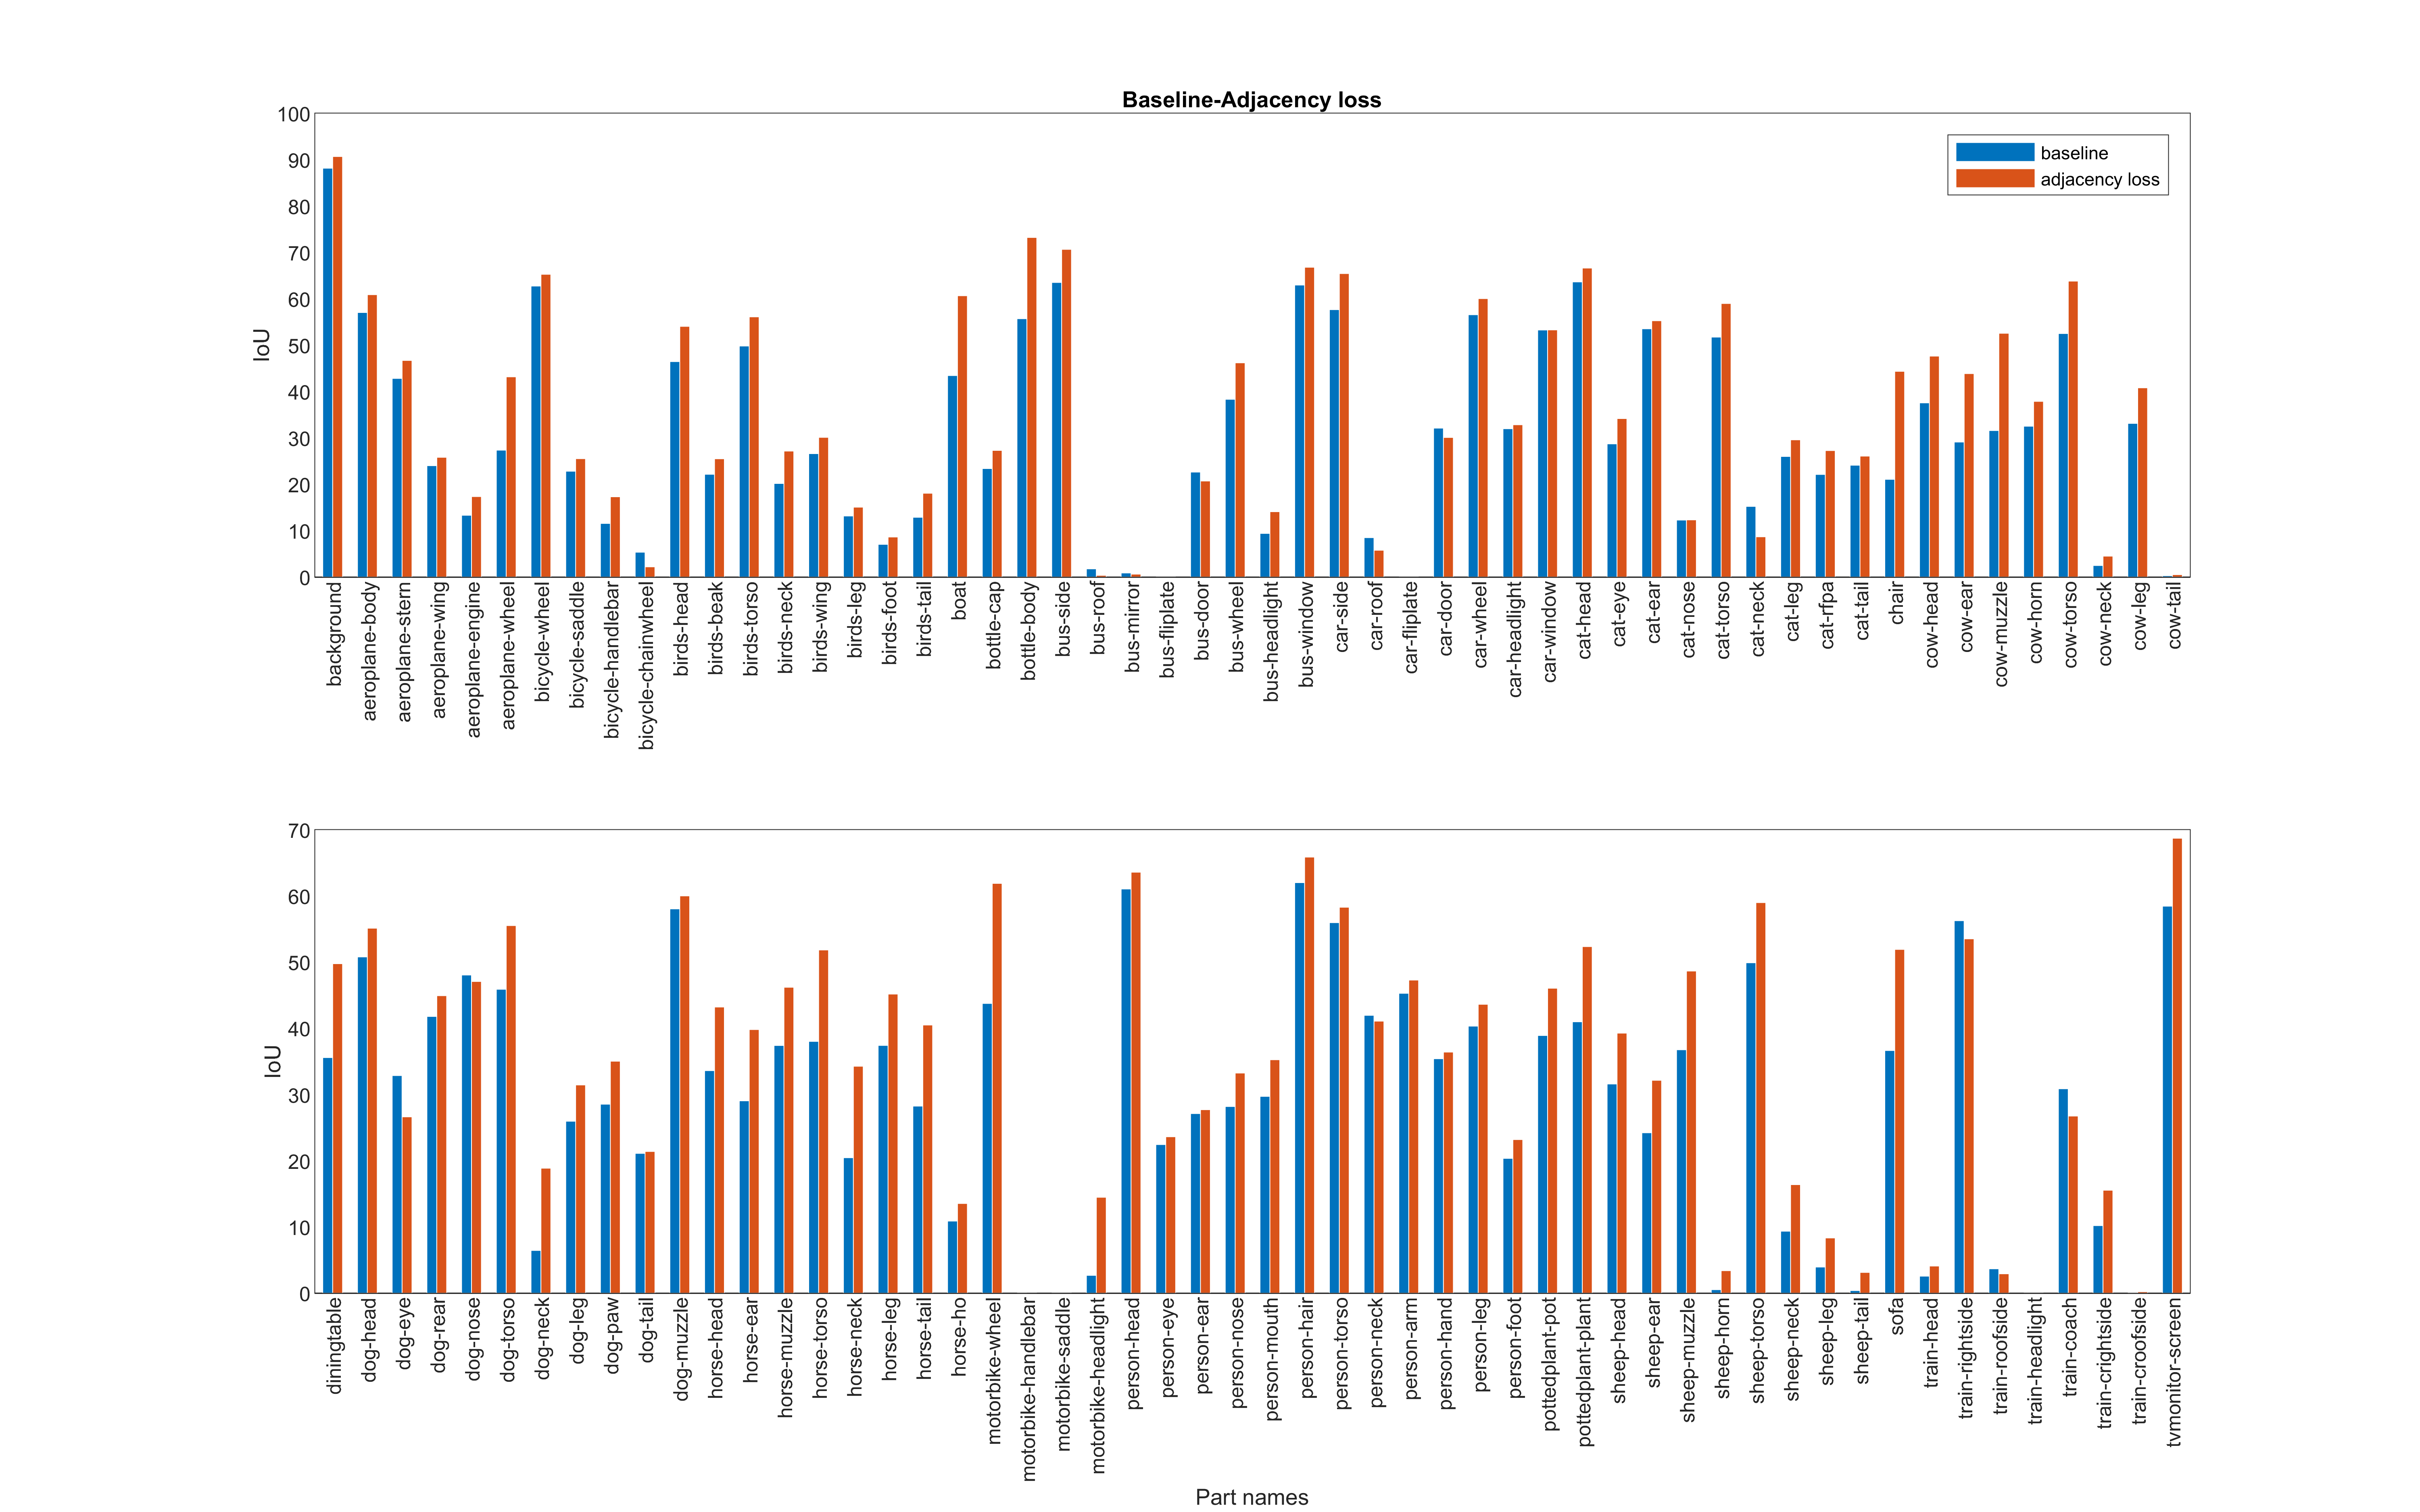 Baseline-Adjacency loss
100
90
80
70
60
50
40
30
20
10
0
IoU
baseline
adjacency loss
background
aeroplane-body
aeroplane-stern
aeroplane-wing
aeroplane-engine
aeroplane-wheel
bicycle-wheel
bicycle-saddle
bicycle-handlebar
bicycle-chainwheel
birds-head
birds-beak
birds-torso
birds-neck
birds-wing
birds-leg
birds-foot
birds-tail
boat
bottle-cap
bottle-body
bus-side
bus-roof
bus-mirror
bus-fliplate
bus-door
bus-wheel
bus-headlight
bus-window
car-side
car-roof
car-fliplate
car-door
car-wheel
car-headlight
car-window
cat-head
cat-eye
cat-ear
cat-nose
cat-torso
cat-neck
cat-leg
cat-rfpa
cat-tail
chair
cow-head
cow-ear
cow-muzzle
cow-horn
cow-torso
cow-neck
cow-leg
cow-tail
70
60
50
40
30
20
10
0
IoU
diningtable
dog-head
dog-eye
dog-rear
dog-nose
dog-torso
dog-neck
dog-leg
dog-paw
dog-tail
dog-muzzle
horse-head
horse-ear
horse-muzzle
horse-torso
horse-neck
horse-leg
horse-tail
horse-ho
motorbike-wheel
motorbike-handlebar
motorbike-saddle
motorbike-headlight
person-head
person-eye
person-ear
person-nose
person-mouth
person-hair
person-torso
person-neck
person-arm
person-hand
person-leg
person-foot
pottedplant-pot
pottedplant-plant
sheep-head
sheep-ear
sheep-muzzle
sheep-horn
sheep-torso
sheep-neck
sheep-leg
sheep-tail
sofa
train-head
train-rightside
train-roofside
train-headlight
train-coach
train-crightside
train-croofside
tvmonitor-screen
Part names